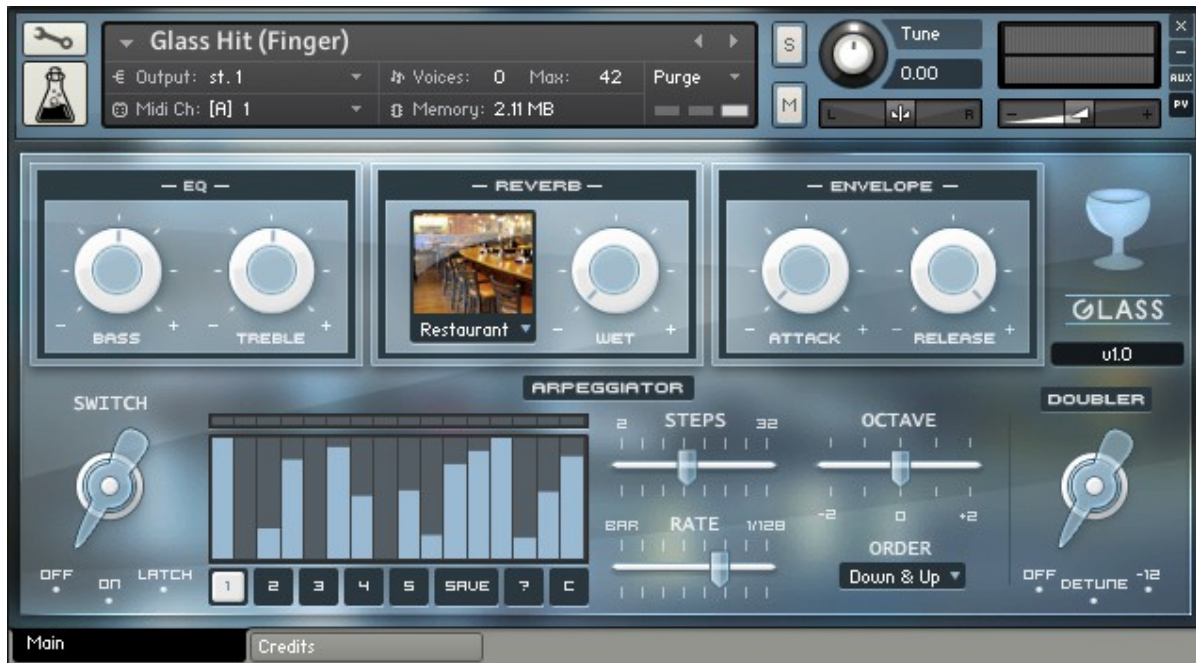 Glass Hit (Finger)
Output: st. 1
Voices: 0 Max: 42
Purge
Midi Ch: [A] 1
Memory: 2.11 MB
S
M
Tune
0.00
L R
- +
×
-
AUX
PV
– EQ –
- BASS +
- TREBLE +
– REVERB –
Restaurant
- WET +
– ENVELOPE –
- ATTACK +
- RELEASE +
GLASS
v1.0
ARPEGGIATOR
SWITCH
OFF ON LATCH
1 2 3 4 5 SAVE ? C
2 STEPS 32
BAR RATE 1/128
OCTAVE
-2 0 +2
ORDER
Down & Up
DOUBLER
OFF DETUNE -12
Main
Credits